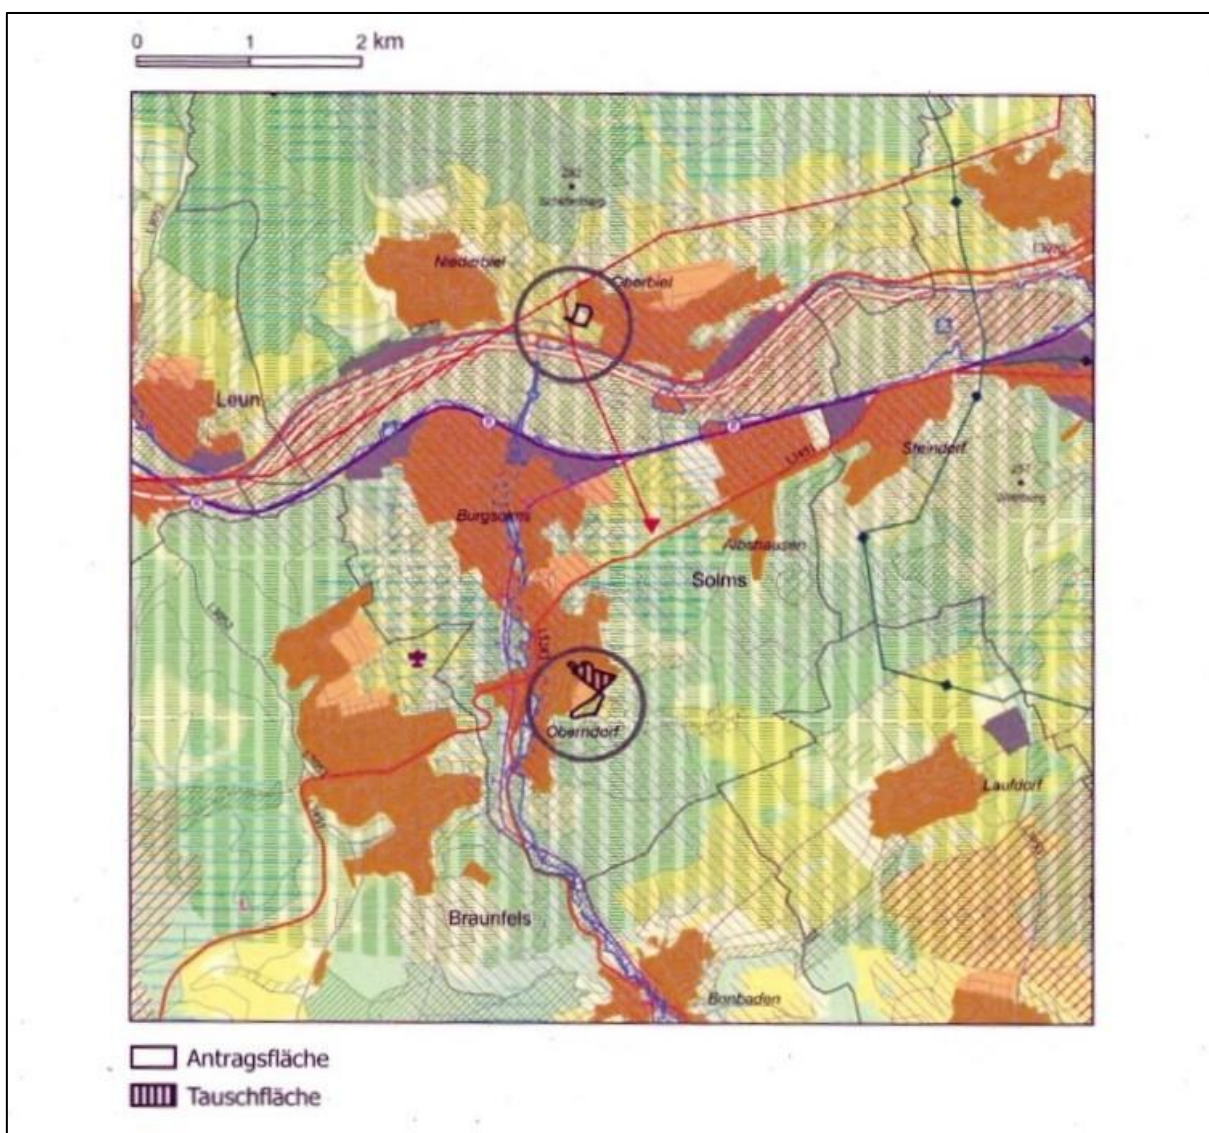 0 1 2 km
Niederbiel
Oberbiel
Leun
Steindorf
Burgsolms
Albshausen
Solms
Oberndorf
Laufdorf
Braunfels
Bonbaden
Antragsfläche
Tauschfläche